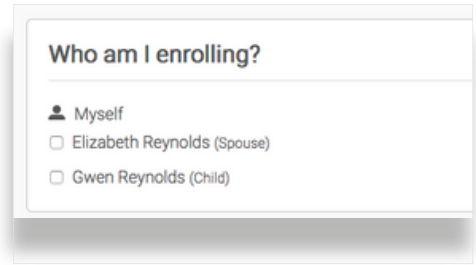 Who am I enrolling?
Myself
Elizabeth Reynolds (Spouse)
Gwen Reynolds (Child)